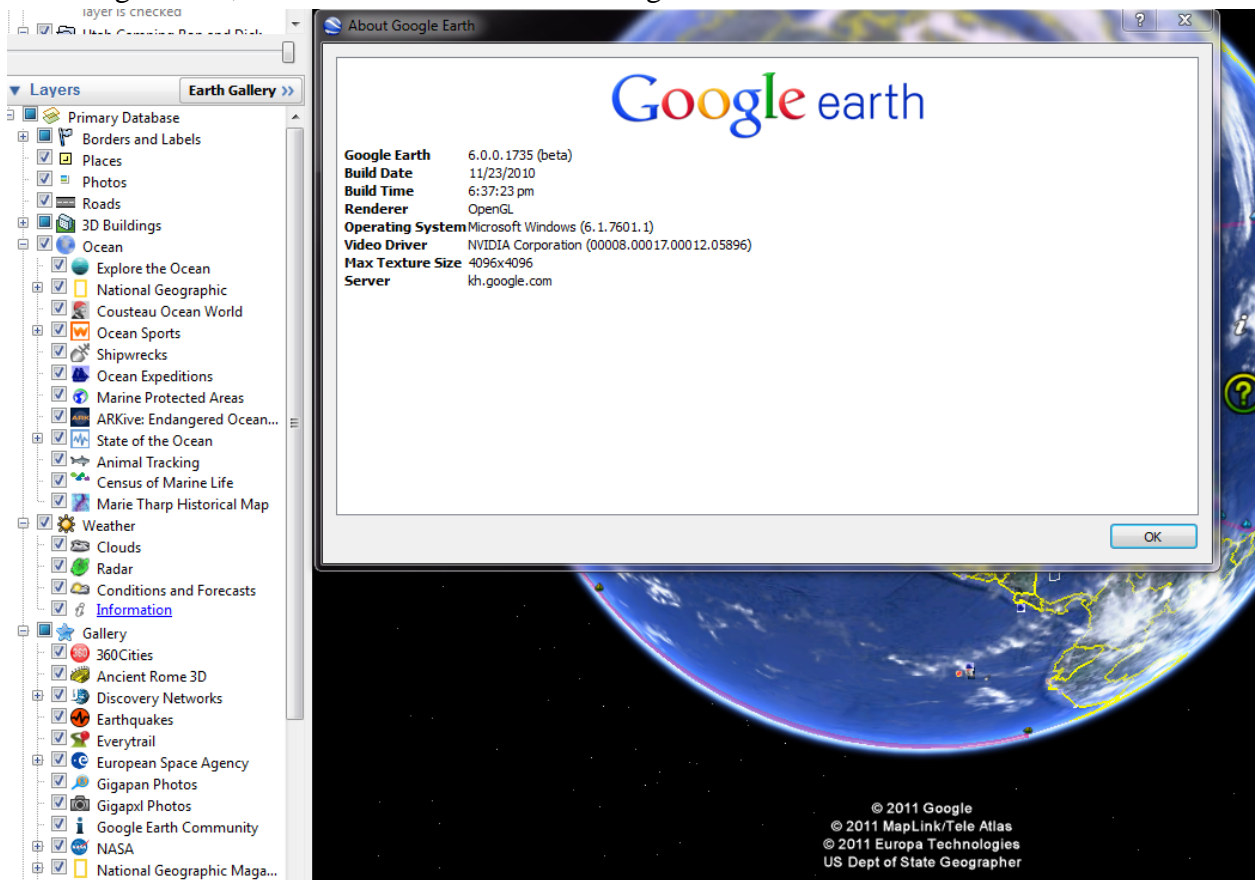 layer is checked
Layers
Earth Gallery >>
Primary Database
Borders and Labels
Places
Photos
Roads
3D Buildings
Ocean
Explore the Ocean
National Geographic
Cousteau Ocean World
Ocean Sports
Shipwrecks
Ocean Expeditions
Marine Protected Areas
ARKive: Endangered Ocean...
State of the Ocean
Animal Tracking
Census of Marine Life
Marie Tharp Historical Map
Weather
Clouds
Radar
Conditions and Forecasts
Information
Gallery
360Cities
Ancient Rome 3D
Discovery Networks
Earthquakes
Everytrail
European Space Agency
Gigapan Photos
Gigapxl Photos
Google Earth Community
NASA
National Geographic Maga...
About Google Earth
Google earth
Google Earth 6.0.0.1735 (beta)
Build Date 11/23/2010
Build Time 6:37:23 pm
Renderer OpenGL
Operating System Microsoft Windows (6.1.7601.1)
Video Driver NVIDIA Corporation (00008.00017.00012.05896)
Max Texture Size 4096x4096
Server kh.google.com
OK
© 2011 Google
© 2011 MapLink/Tele Atlas
© 2011 Europa Technologies
US Dept of State Geographer